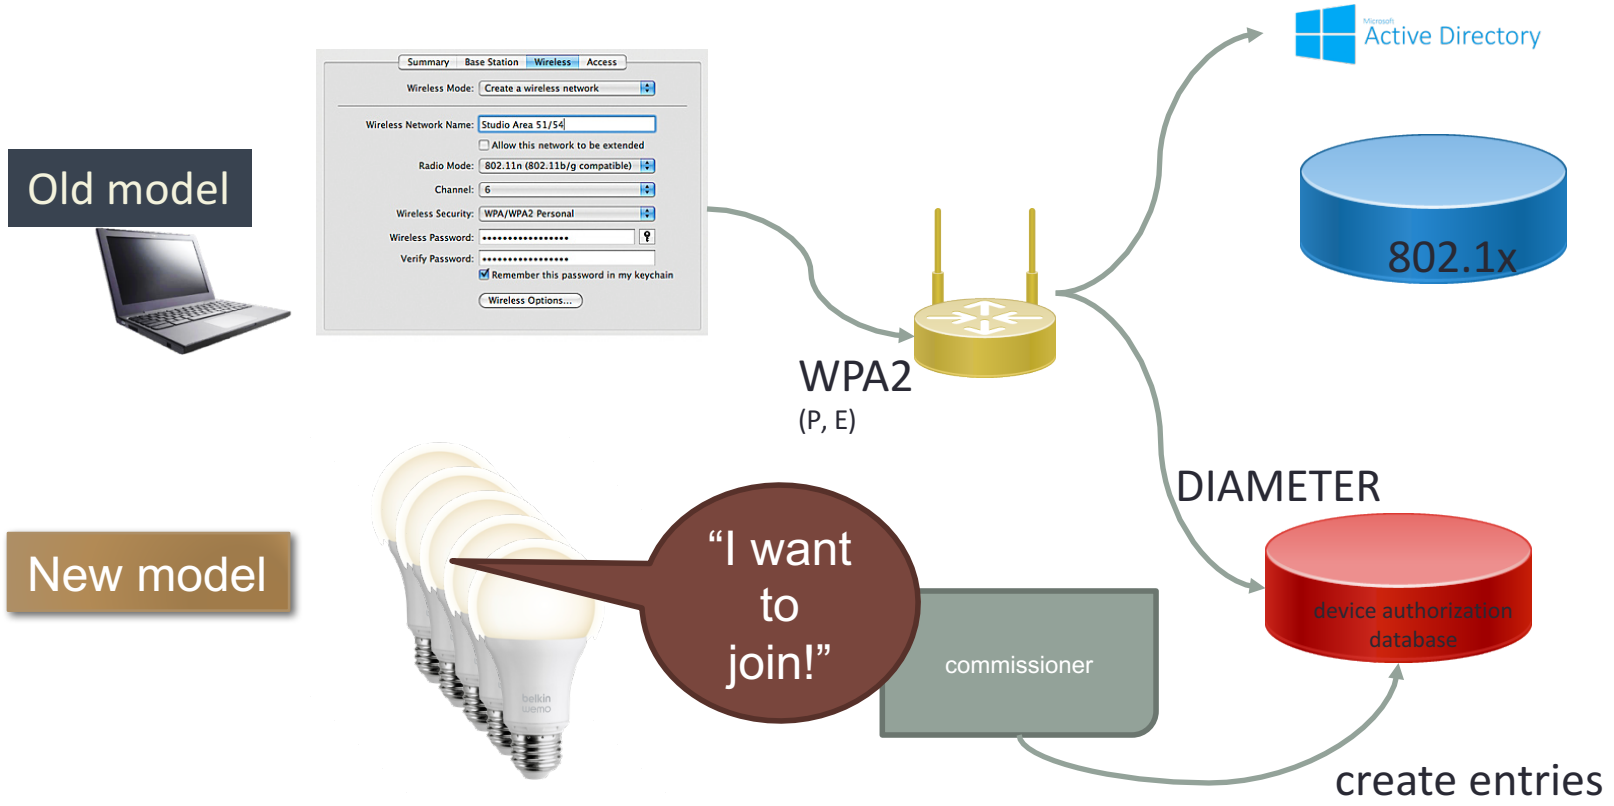 Microsoft
Active Directory
Summary Base Station Wireless Access
Wireless Mode: Create a wireless network
Wireless Network Name: Studio Area 51/54
Allow this network to be extended
Radio Mode: 802.11n (802.11b/g compatible)
Channel: 6
Wireless Security: WPA/WPA2 Personal
Wireless Password: •••••••••••••••••
Verify Password: •••••••••••••••••
Remember this password in my keychain
Wireless Options...
Old model
802.1x
WPA2
(P, E)
DIAMETER
New model
“I want
to
join!”
device authorization
database
commissioner
belkin
wemo
create entries